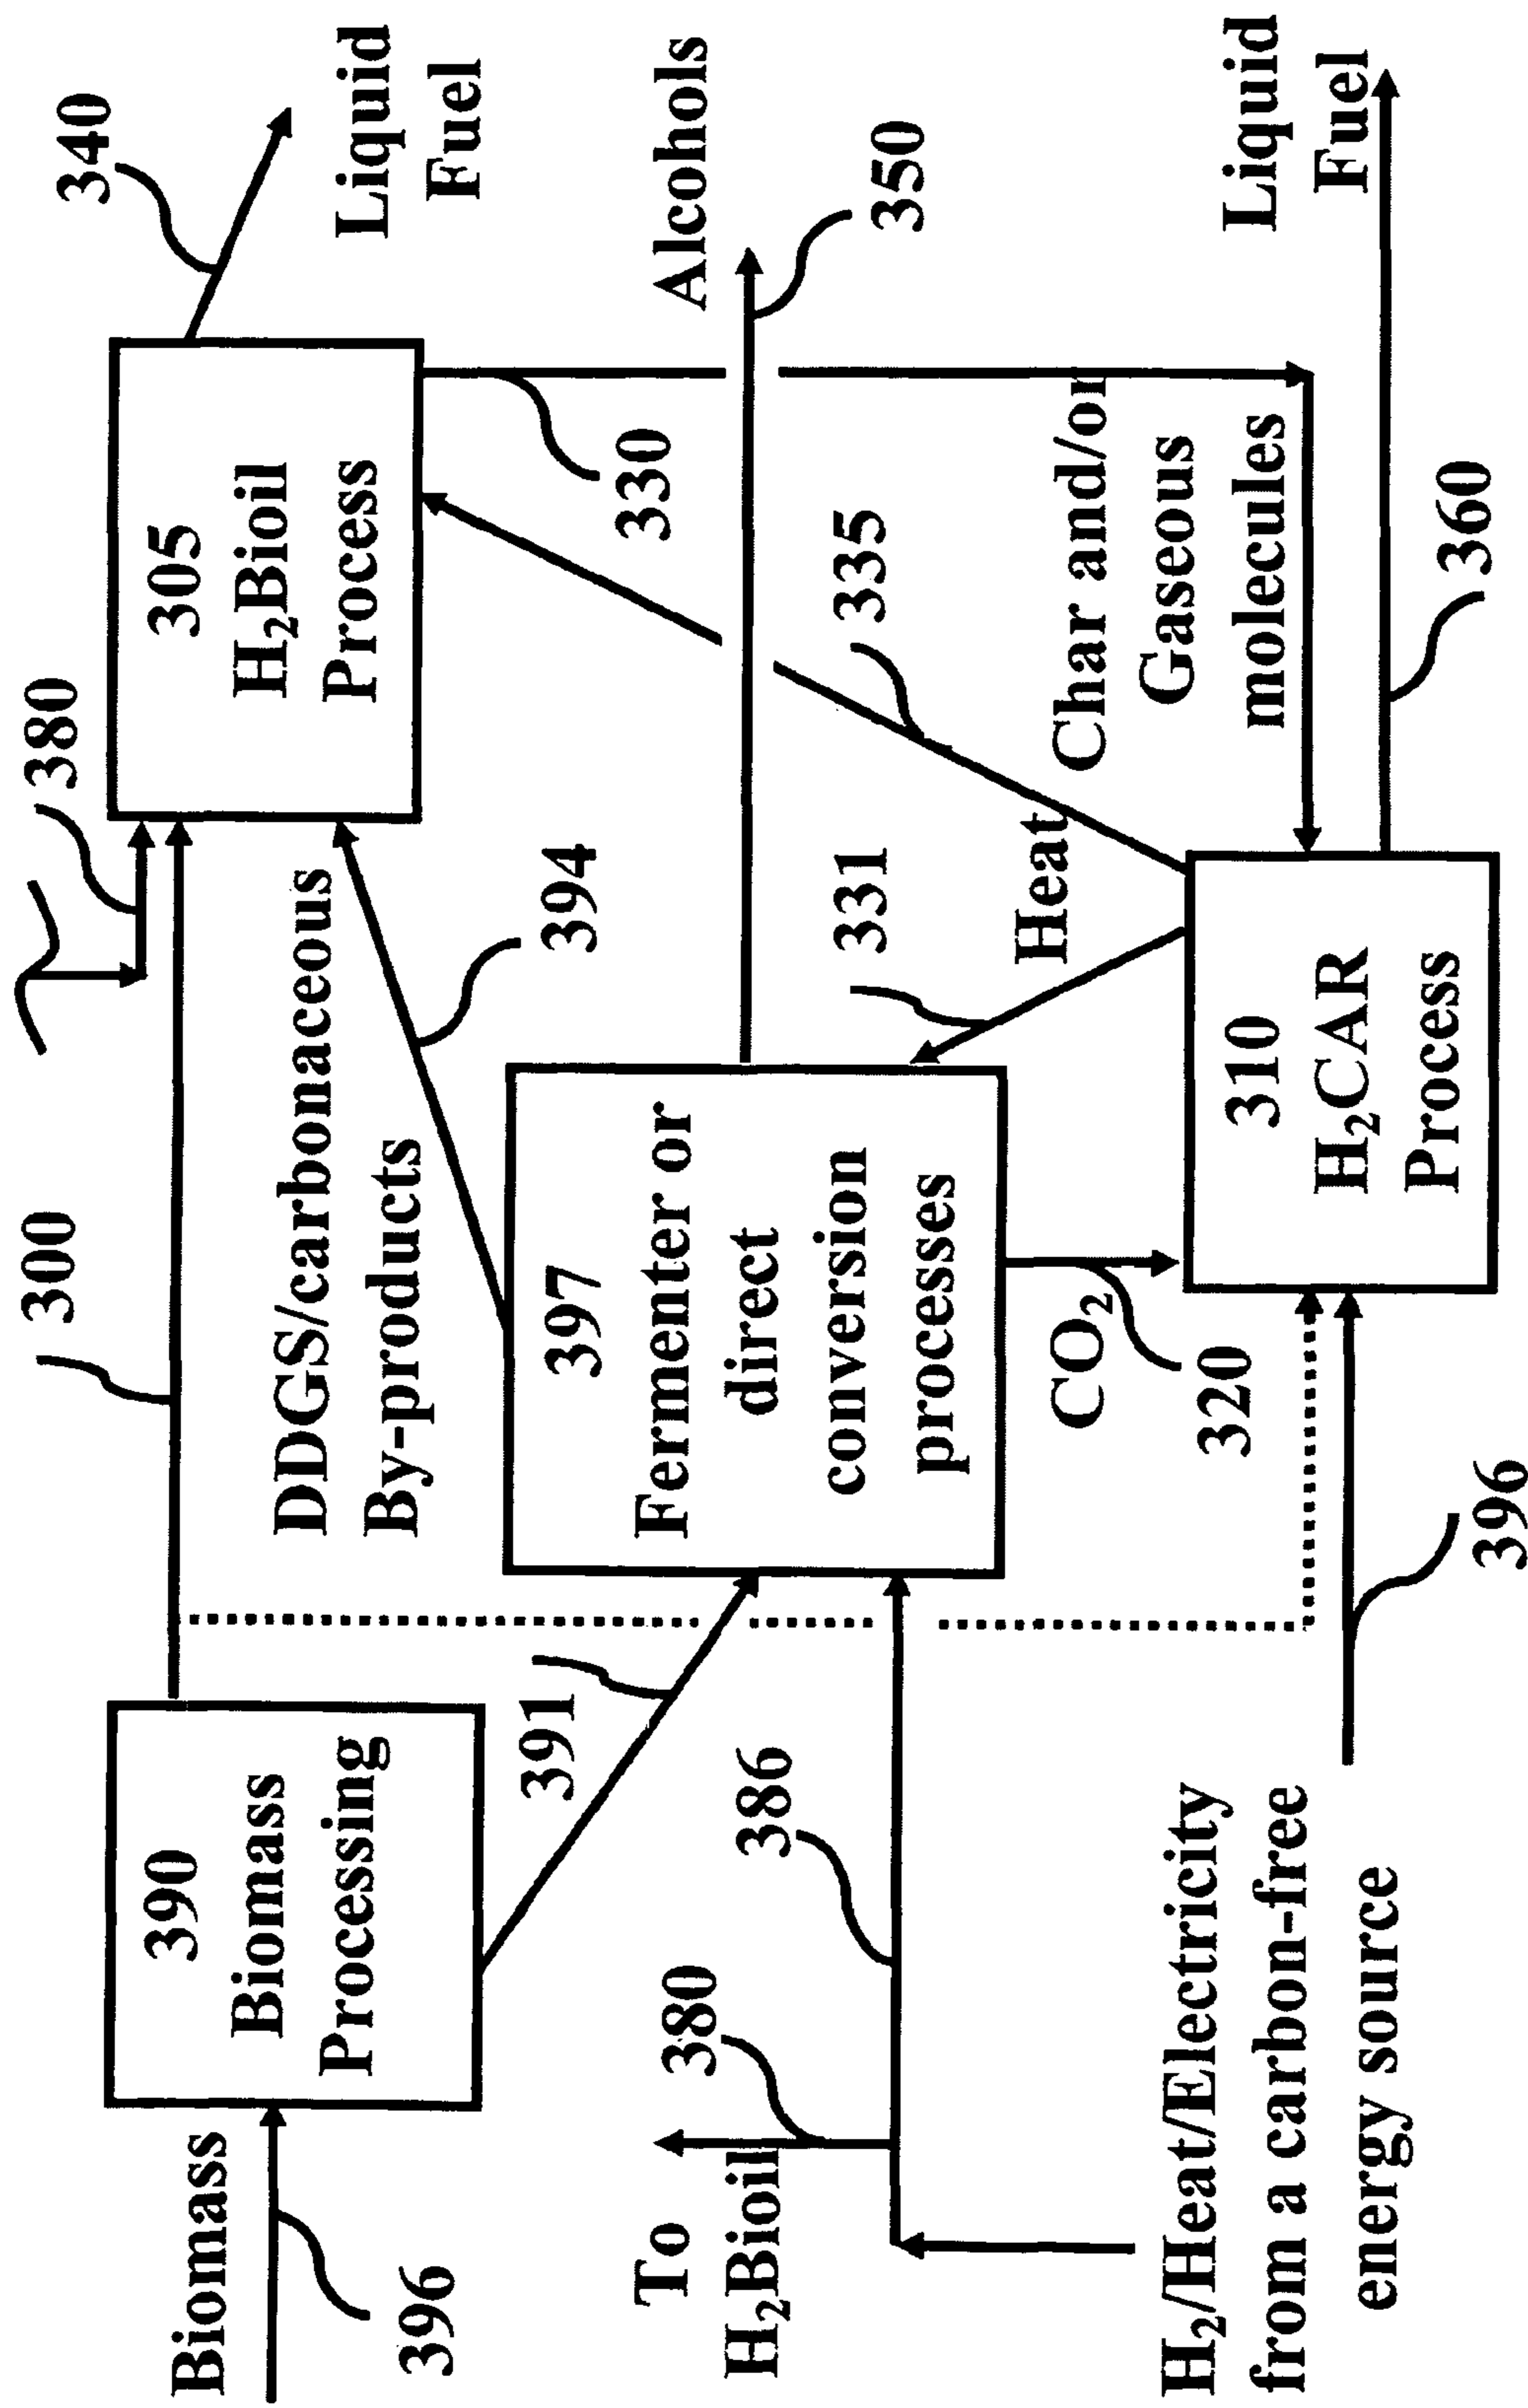 Biomass
396
390
Biomass
Processing
300
380
305
H₂Bioil
Process
340
Liquid
Fuel
DDGS/carbonaceous
By-products
394
330
391
397
Fermenter or
direct
conversion
processes
Alcohols
350
To
H₂Bioil
380
386
331
Heat
335
Char and/or
Gaseous
molecules
CO₂
320
310
H₂CAR
Process
Liquid
Fuel
360
H₂/Heat/Electricity
from a carbon-free
energy source
396